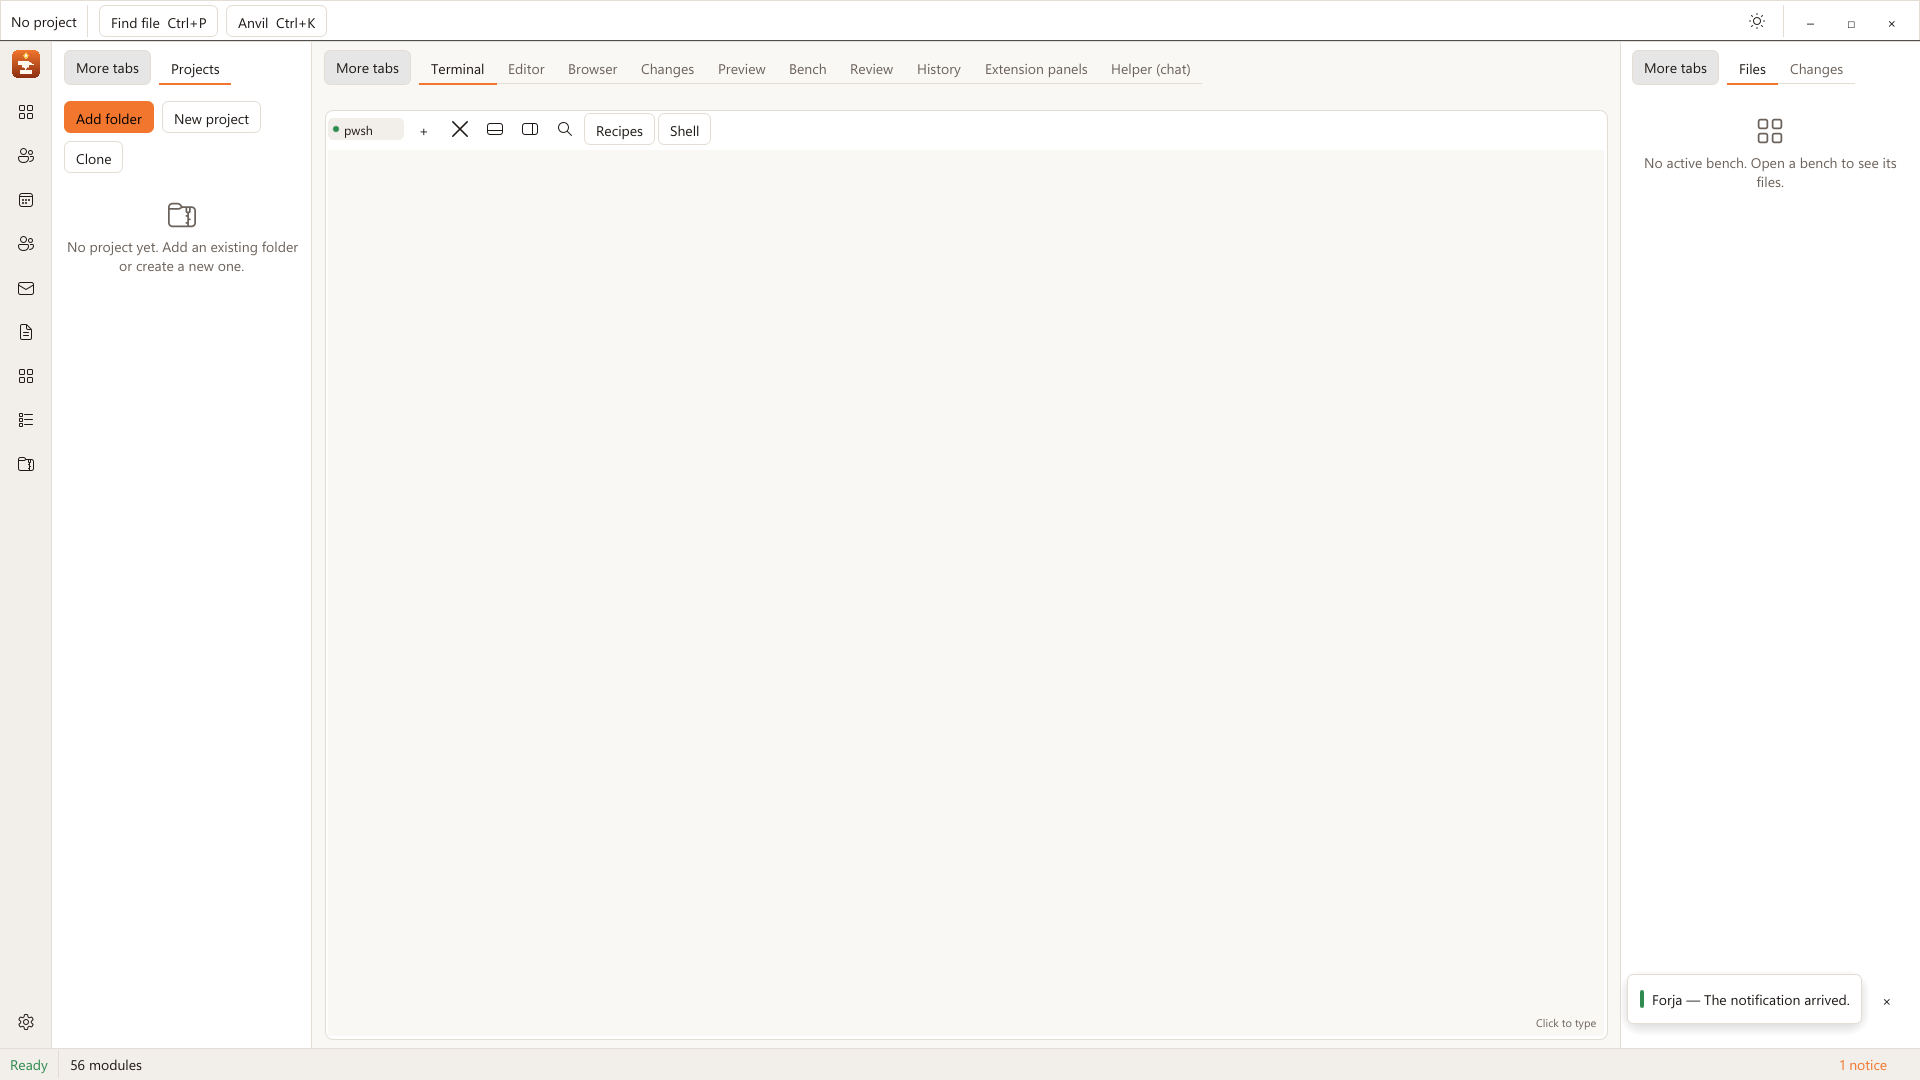 No project
Find file Ctrl+P
Anvil Ctrl+K
More tabs
Projects
Add folder
New project
Clone
No project yet. Add an existing folder
or create a new one.
More tabs
Terminal
Editor
Browser
Changes
Preview
Bench
Review
History
Extension panels
Helper (chat)
pwsh
Recipes
Shell
Click to type
More tabs
Files
Changes
No active bench. Open a bench to see its
files.
Forja — The notification arrived.
Ready
56 modules
1 notice